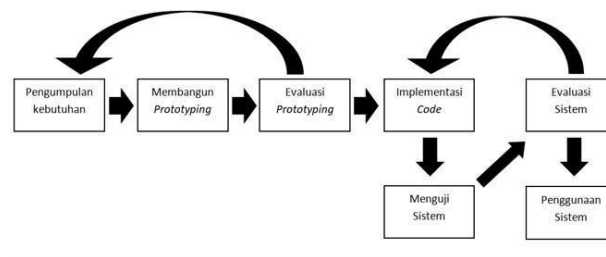 Pengumpulan
kebutuhan
Membangun
Prototyping
Evaluasi
Prototyping
Implementasi
Code
Menguji
Sistem
Evaluasi
Sistem
Penggunaan
Sistem